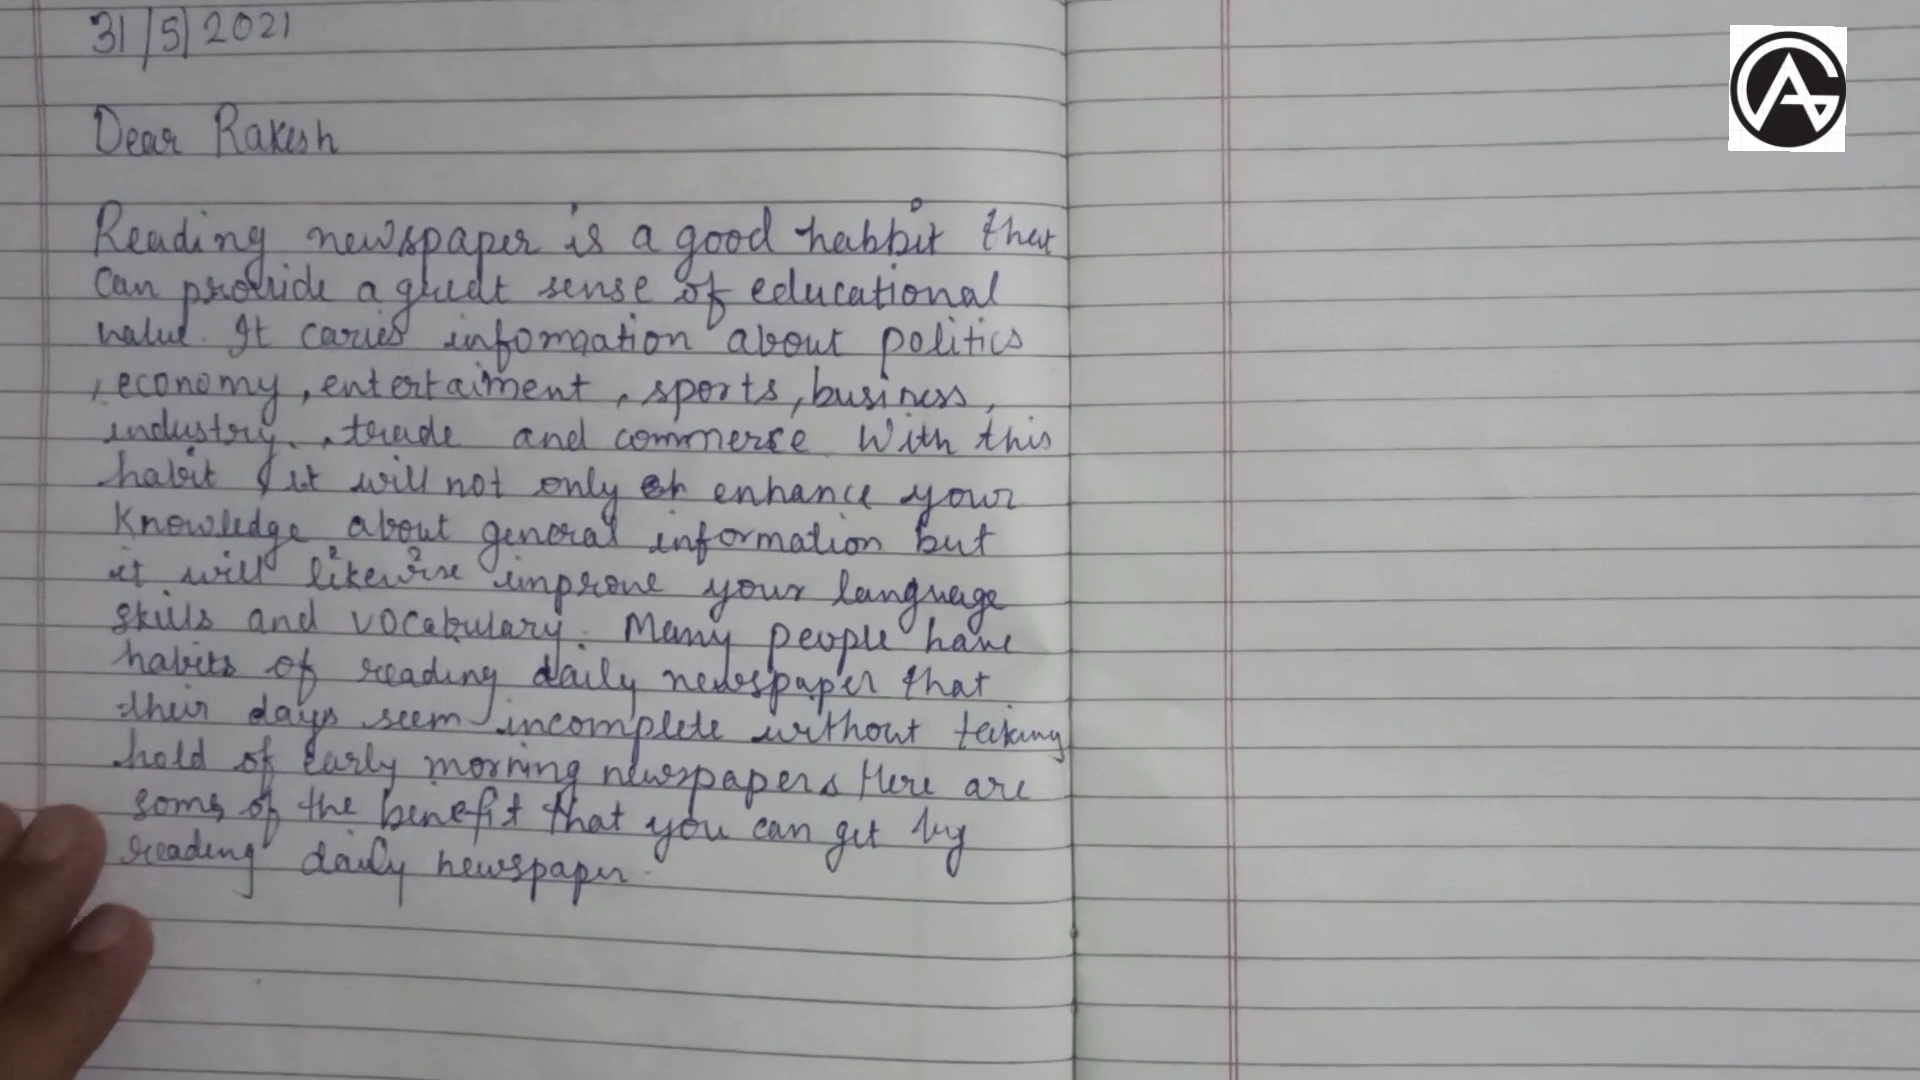 31/5/2021
Dear Rakesh
Reading newspaper is a good habbit that
can provide a great sense of educational
value. It caries infomation about politics
, economy, entertaiment, sports, business,
industry, trade and commerce With this
habit it will not only enhance your
Knowledge about general information but
it will likewise improve your language
skills and vocabulary. Many people have
habits of reading daily newspaper that
their days seem incomplete without taking
hold of early morning newspapers Here are
some of the benefit that you can get by
reading daily newspaper.